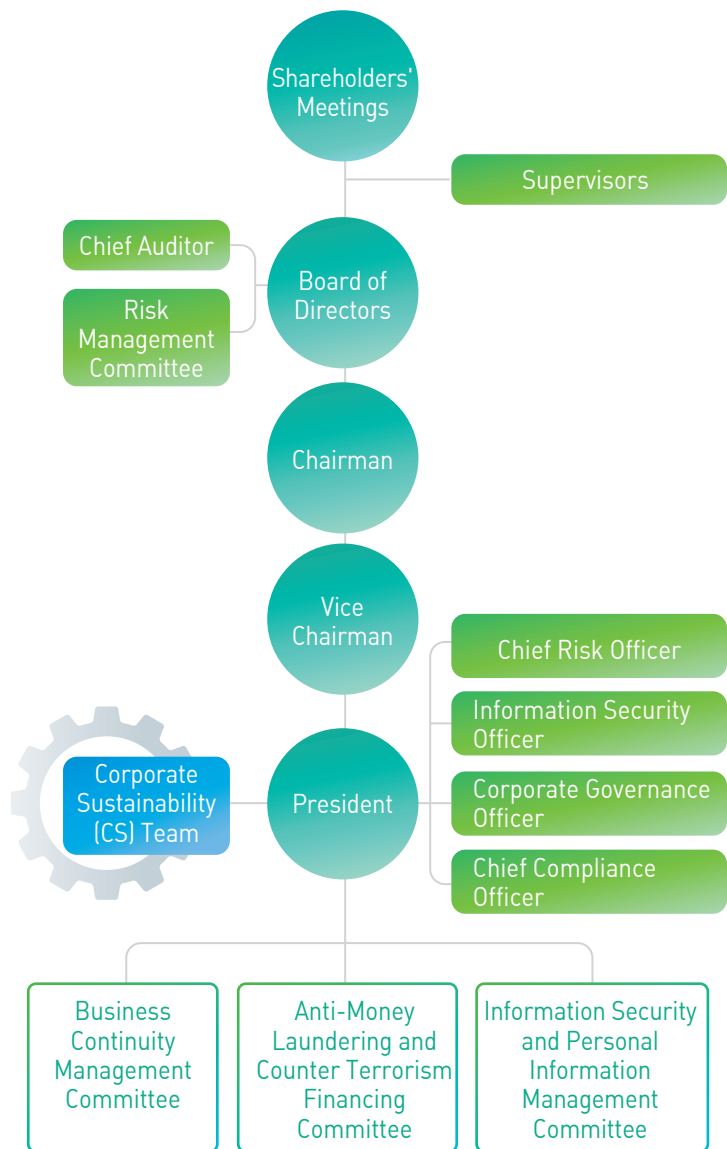 Shareholders'
Meetings
Supervisors
Chief Auditor
Board of
Directors
Risk
Management
Committee
Chairman
Vice
Chairman
Chief Risk Officer
Information Security
Officer
Corporate
Sustainability
(CS) Team
President
Corporate Governance
Officer
Chief Compliance
Officer
Business
Continuity
Management
Committee
Anti-Money
Laundering and
Counter Terrorism
Financing
Committee
Information Security
and Personal
Information
Management
Committee